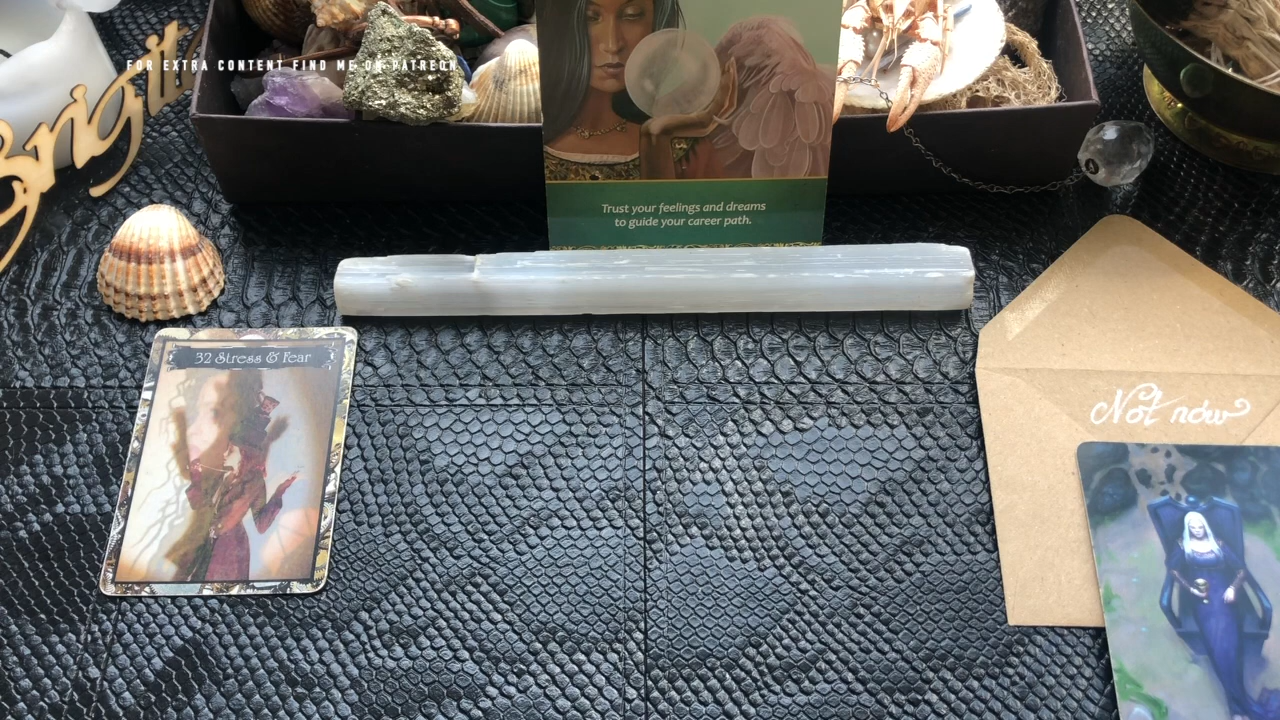 FOR EXTRA CONTENT FIND ME ON PATREON
Trust your feelings and dreams
to guide your career path.
32 Stress & Fear
Not now